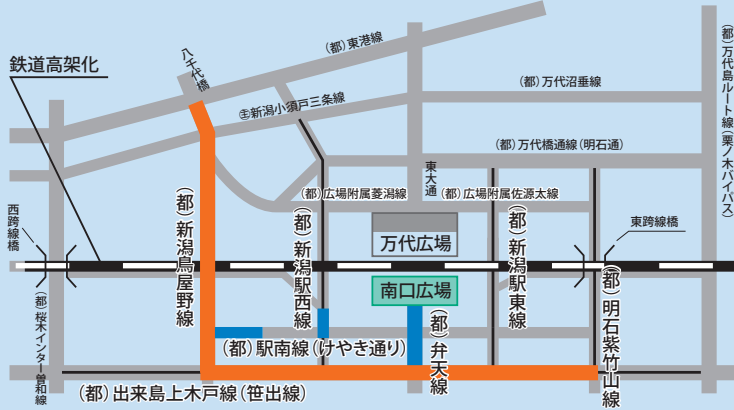 鉄道高架化
八千代橋
(都)東港線
㊤新潟小須戸三条線
(都)万代沼垂線
(都)万代橋通線(明石通)
(都)万代島ルート線(栗ノ木バイパス)
東大通
(都)広場附属菱潟線
(都)広場附属佐源太線
西跨線橋
東跨線橋
(都)新潟鳥屋野線
(都)新潟駅西線
万代広場
(都)新潟駅東線
南口広場
(都)明石紫竹山線
(都)桜木インター曽和線
(都)駅南線(けやき通り)
(都)弁天線
(都)出来島上木戸線(笹出線)